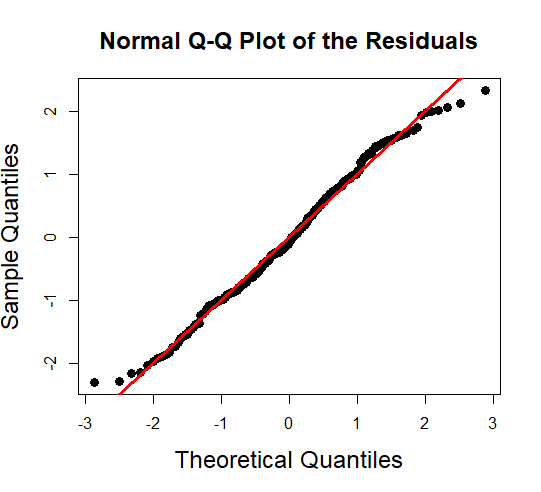 Normal Q-Q Plot of the Residuals
Sample Quantiles
2
1
0
-1
-2
-3 -2 -1 0 1 2 3
Theoretical Quantiles